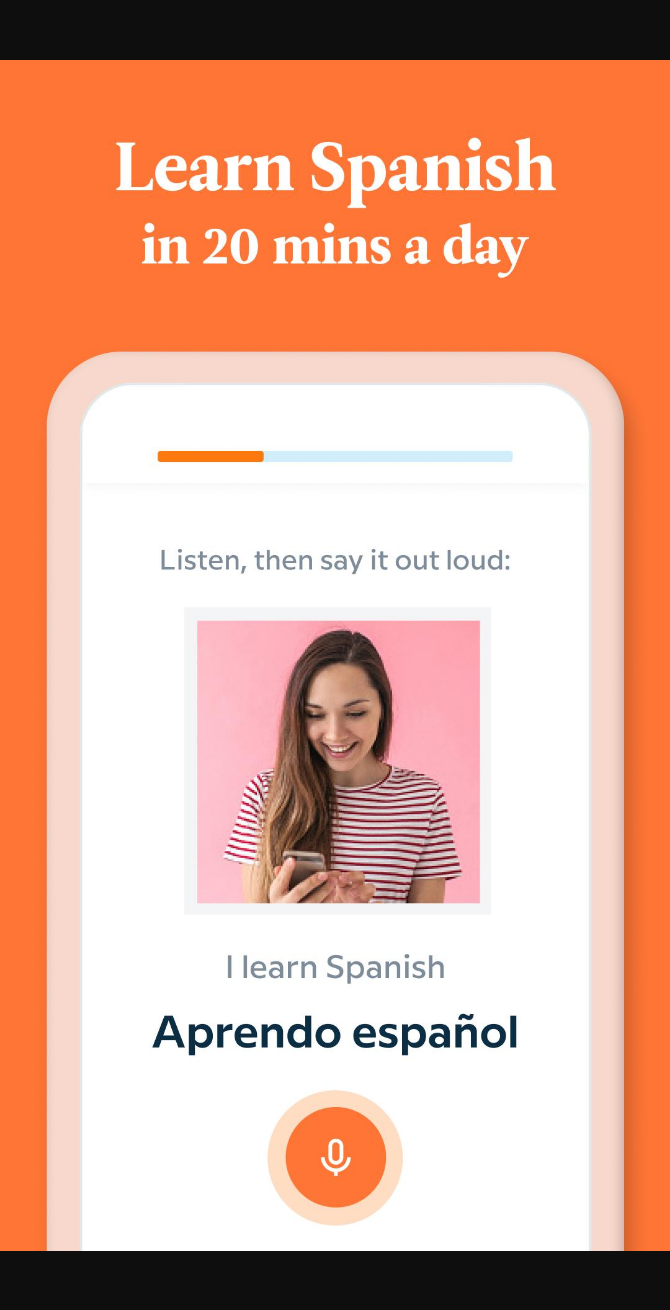 Learn Spanish
in 20 mins a day
Listen, then say it out loud:
I learn Spanish
Aprendo español